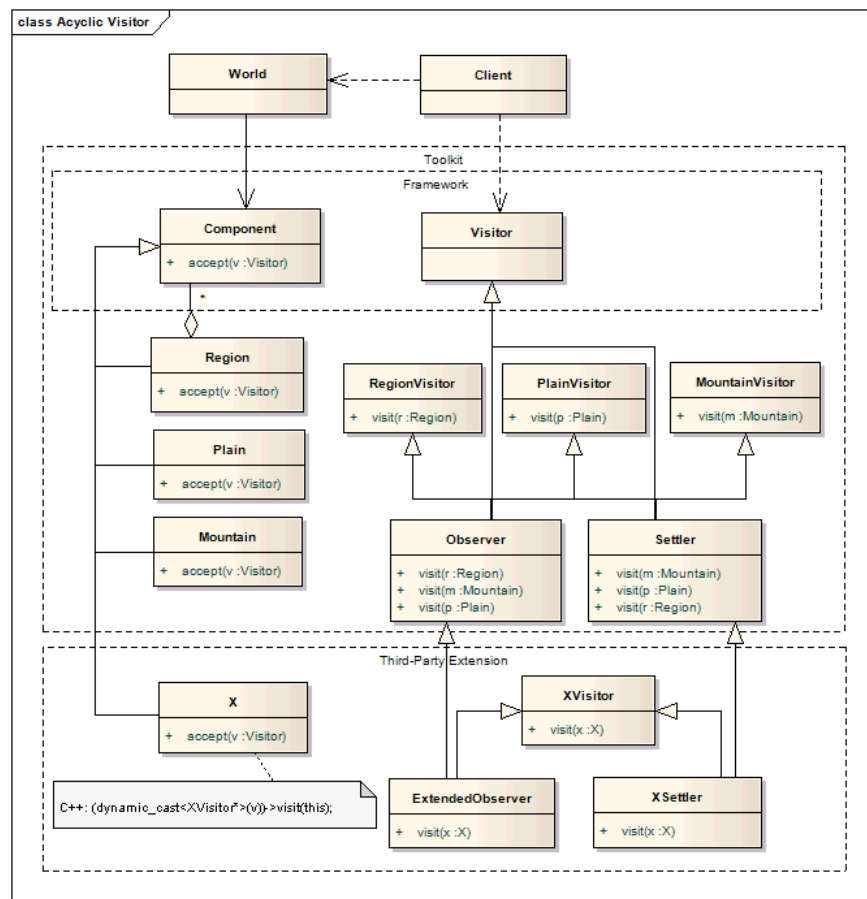 class Acyclic Visitor
World
Client
Toolkit
Framework
Component
+ accept(v :Visitor)
Visitor
*
Region
+ accept(v :Visitor)
RegionVisitor
+ visit(r :Region)
PlainVisitor
+ visit(p :Plain)
MountainVisitor
+ visit(m :Mountain)
Plain
+ accept(v :Visitor)
Mountain
+ accept(v :Visitor)
Observer
+ visit(r :Region)
+ visit(m :Mountain)
+ visit(p :Plain)
Settler
+ visit(m :Mountain)
+ visit(p :Plain)
+ visit(r :Region)
Third-Party Extension
X
+ accept(v :Visitor)
XVisitor
+ visit(x :X)
C++: (dynamic_cast<XVisitor*>(v))->visit(this);
ExtendedObserver
+ visit(x :X)
XSettler
+ visit(x :X)